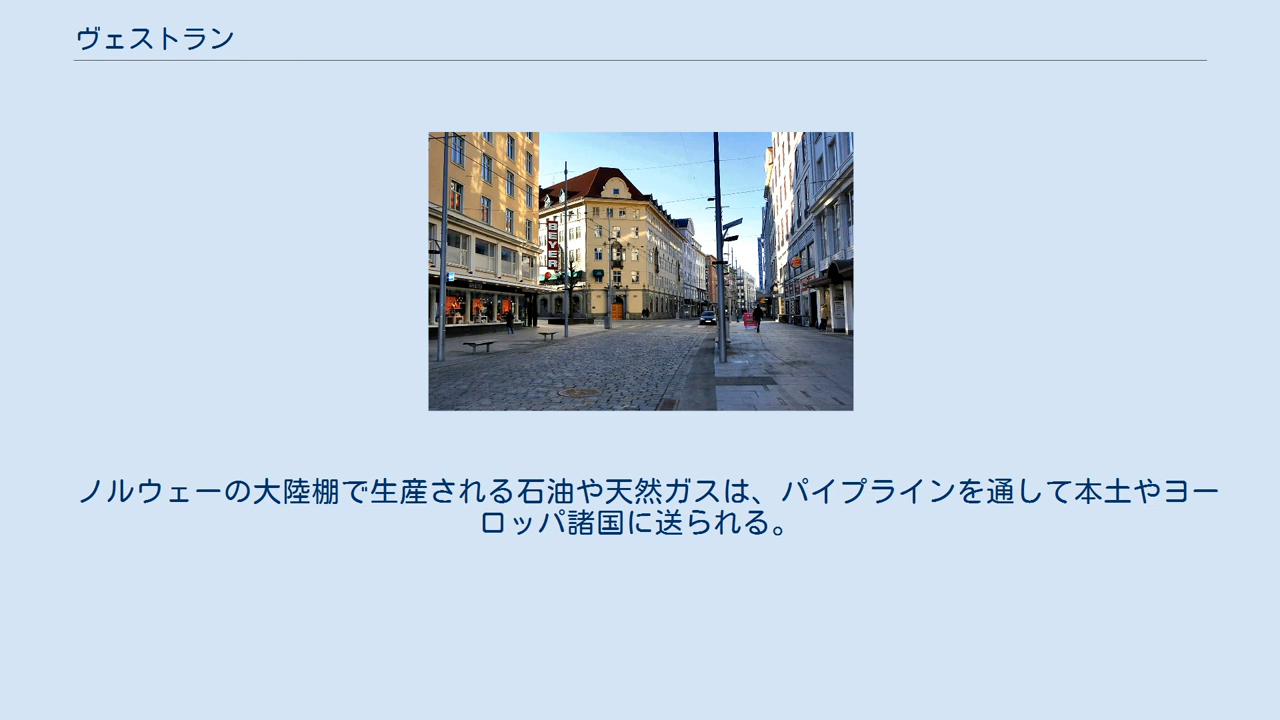 ヴェストラン
BEYER
ノルウェーの大陸棚で生産される石油や天然ガスは、パイプラインを通して本土やヨー
ロッパ諸国に送られる。